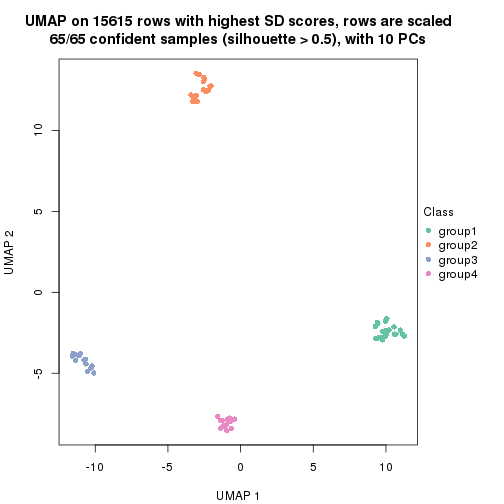 UMAP on 15615 rows with highest SD scores, rows are scaled
65/65 confident samples (silhouette > 0.5), with 10 PCs
10
5
0
-5
UMAP 2
-10
-5
0
5
10
UMAP 1
Class
group1
group2
group3
group4